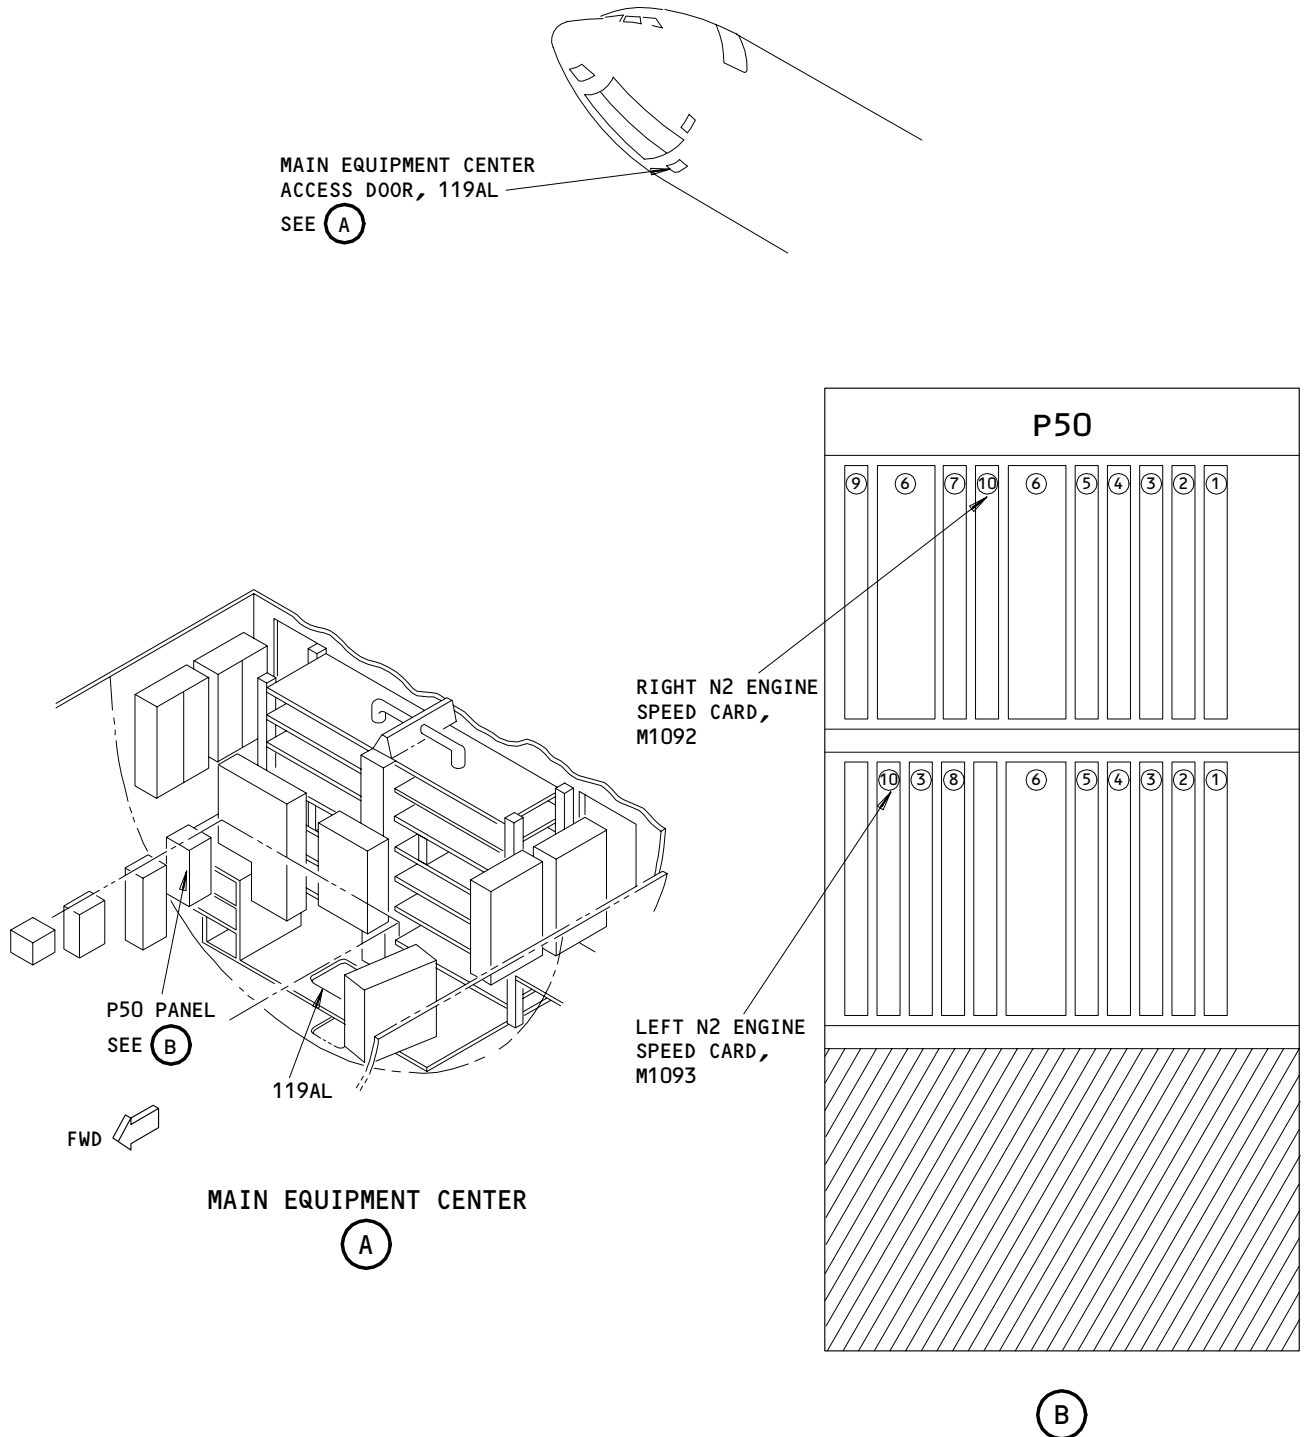 MAIN EQUIPMENT CENTER
ACCESS DOOR, 119AL
SEE A
P50
9 6 7 10 6 5 4 3 2 1
RIGHT N2 ENGINE
SPEED CARD,
M1092
10 3 8 6 5 4 3 2 1
LEFT N2 ENGINE
SPEED CARD,
M1093
P50 PANEL
SEE B
119AL
FWD
MAIN EQUIPMENT CENTER
A
B